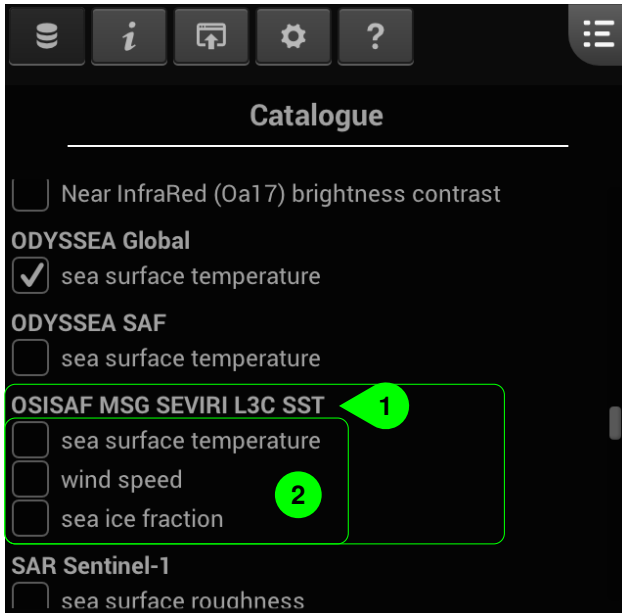 i
?
Catalogue
Near InfraRed (Oa17) brightness contrast
ODYSSEA Global
sea surface temperature
ODYSSEA SAF
sea surface temperature
OSISAF MSG SEVIRI L3C SST 1
sea surface temperature
wind speed
2
sea ice fraction
SAR Sentinel-1
sea surface roughness